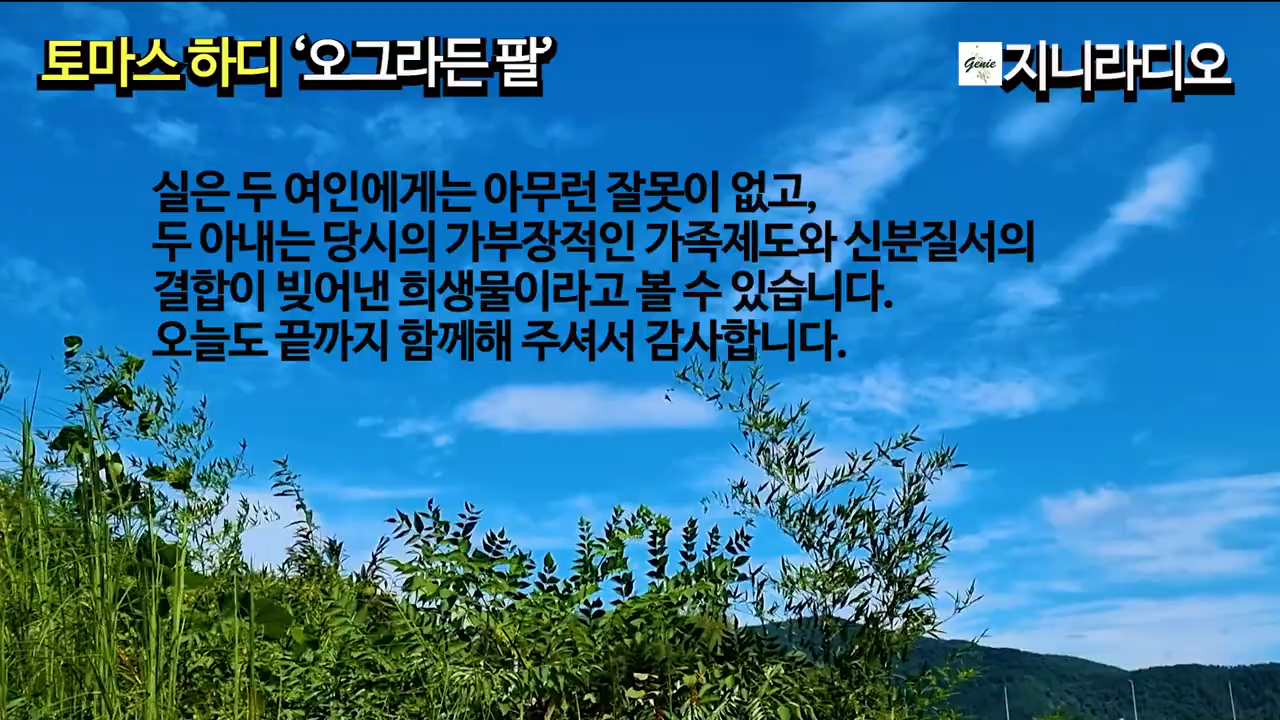 토마스 하디 ‘오그라든 팔’
Genie 지니라디오
실은 두 여인에게는 아무런 잘못이 없고,
두 아내는 당시의 가부장적인 가족제도와 신분질서의
결합이 빚어낸 희생물이라고 볼 수 있습니다.
오늘도 끝까지 함께해 주셔서 감사합니다.